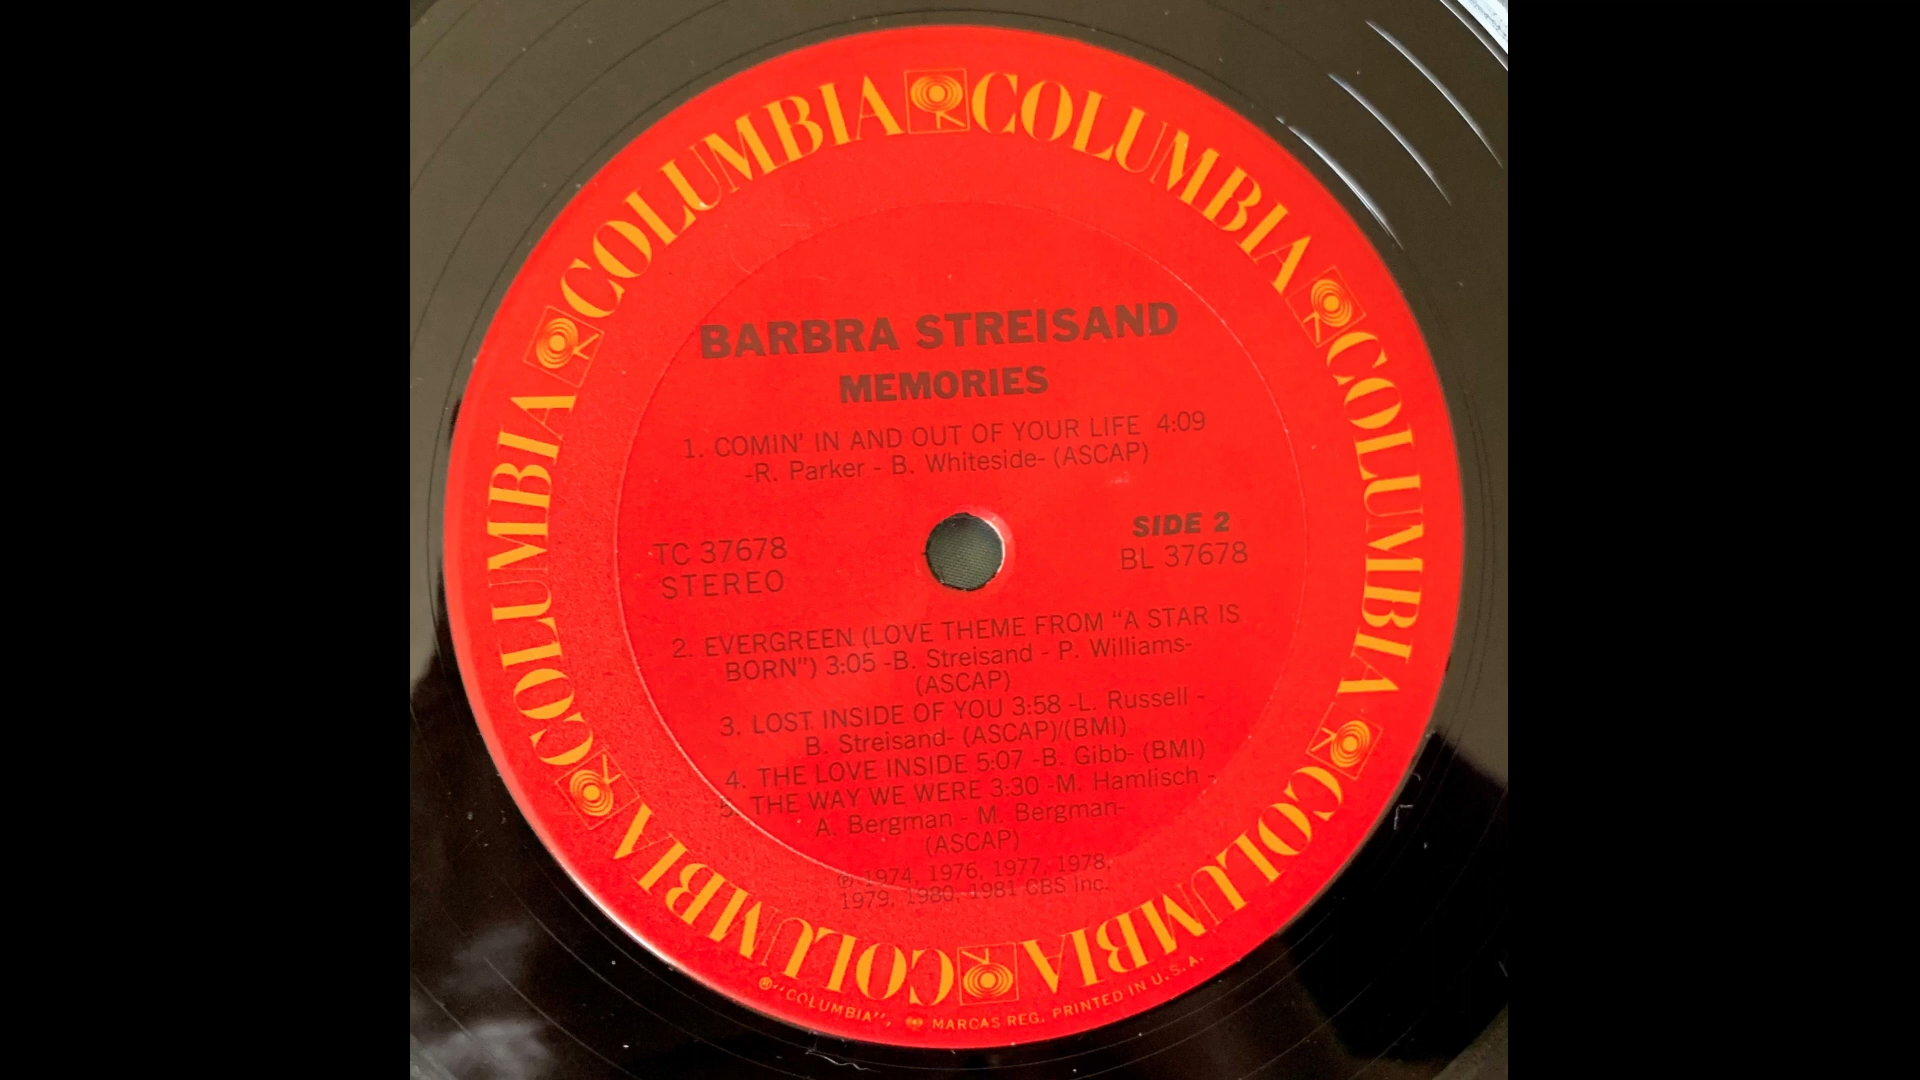 COLUMBIA COLUMBIA COLUMBIA COLUMBIA COLUMBIA COLUMBIA
BARBRA STREISAND
MEMORIES
1. COMIN' IN AND OUT OF YOUR LIFE 4:09
-R. Parker - B. Whiteside- (ASCAP)
SIDE 2
TC 37678
BL 37678
STEREO
2. EVERGREEN (LOVE THEME FROM "A STAR IS
BORN") 3:05 -B. Streisand - P. Williams-
(ASCAP)
3. LOST INSIDE OF YOU 3:58 -L. Russell -
B. Streisand- (ASCAP)/(BMI)
4. THE LOVE INSIDE 5:07 -B. Gibb- (BMI)
5. THE WAY WE WERE 3:30 -M. Hamlisch -
A. Bergman - M. Bergman-
(ASCAP)
℗ 1974, 1976, 1977, 1978,
1979, 1980, 1981 CBS Inc.
®"COLUMBIA", MARCAS REG. PRINTED IN U.S.A.